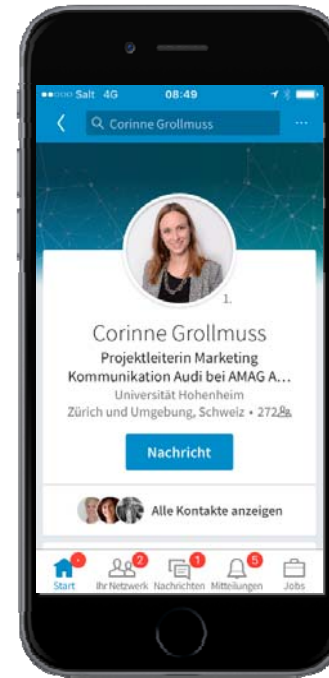 Salt 4G 08:49
Corinne Grollmuss
1.
Corinne Grollmuss
Projektleiterin Marketing
Kommunikation Audi bei AMAG A...
Universität Hohenheim
Zürich und Umgebung, Schweiz • 272
Nachricht
Alle Kontakte anzeigen
2 1 5
Start Ihr Netzwerk Nachrichten Mitteilungen Jobs